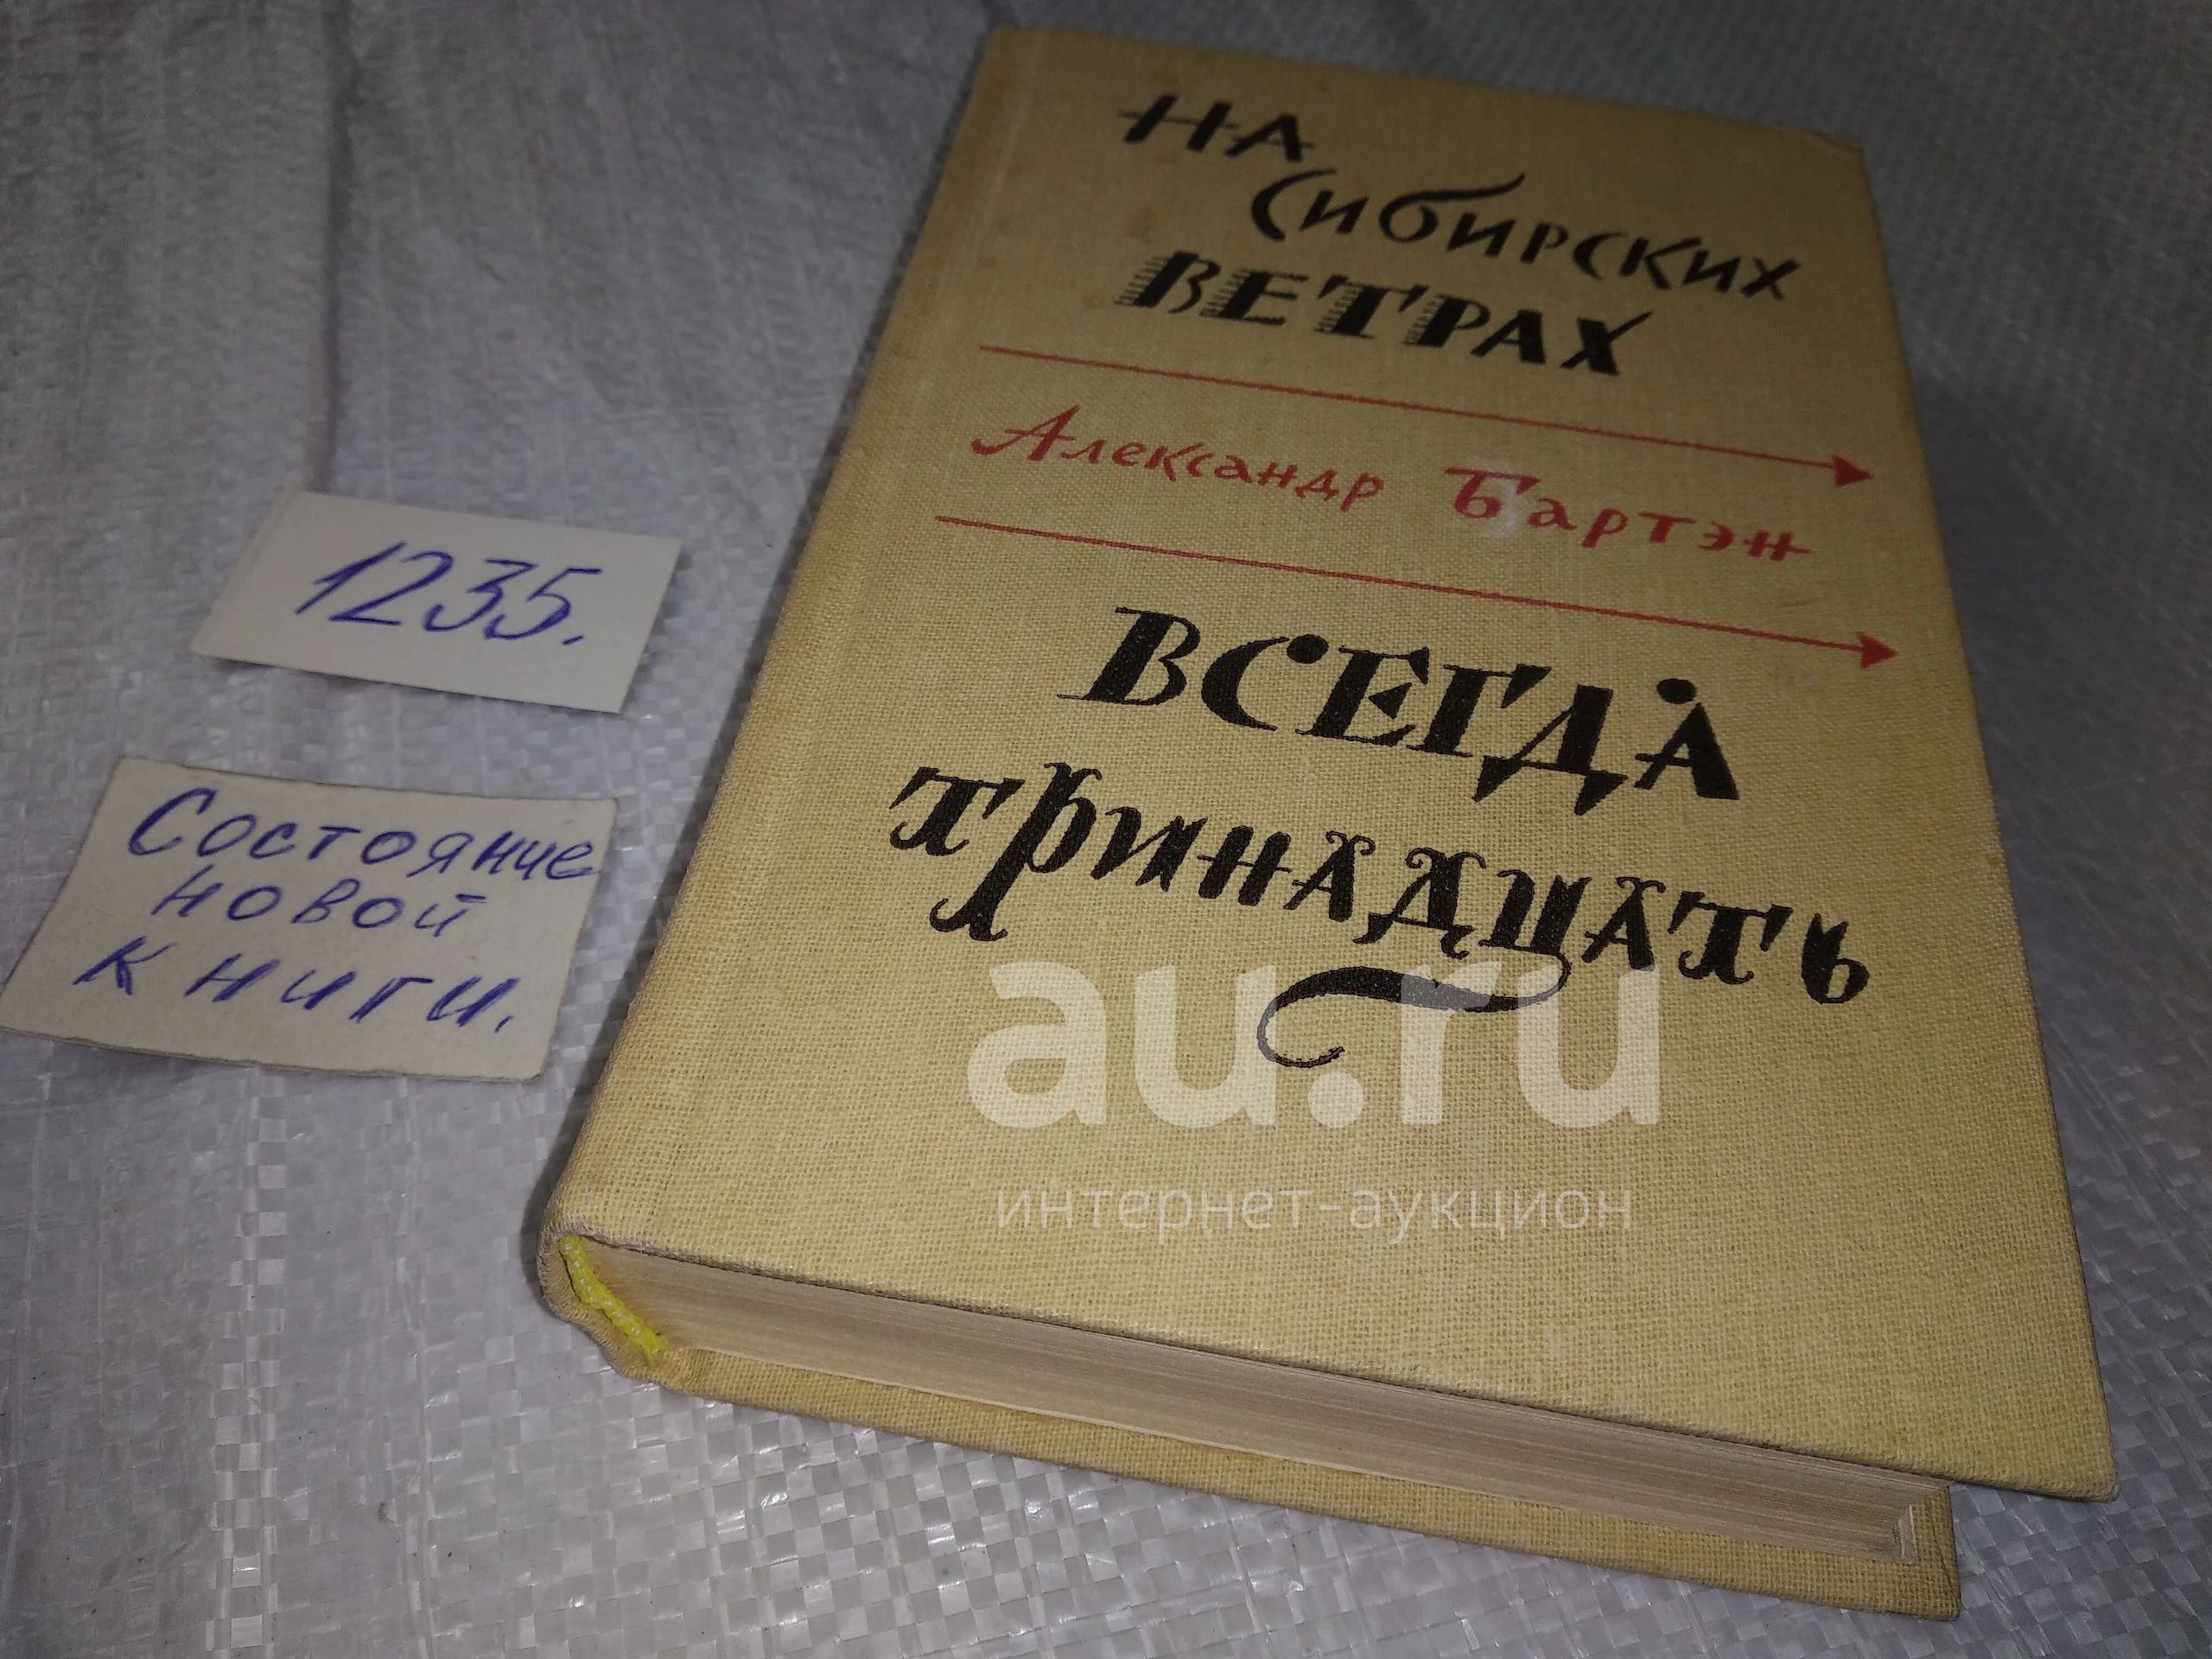 НА
СИБИРСКИХ
ВЕТРАХ
Александр Бартэн
ВСЕГДА
ТРИНАДЦАТЬ
1235.
Состояние
новой
книги.
au.ru
интернет-аукцион